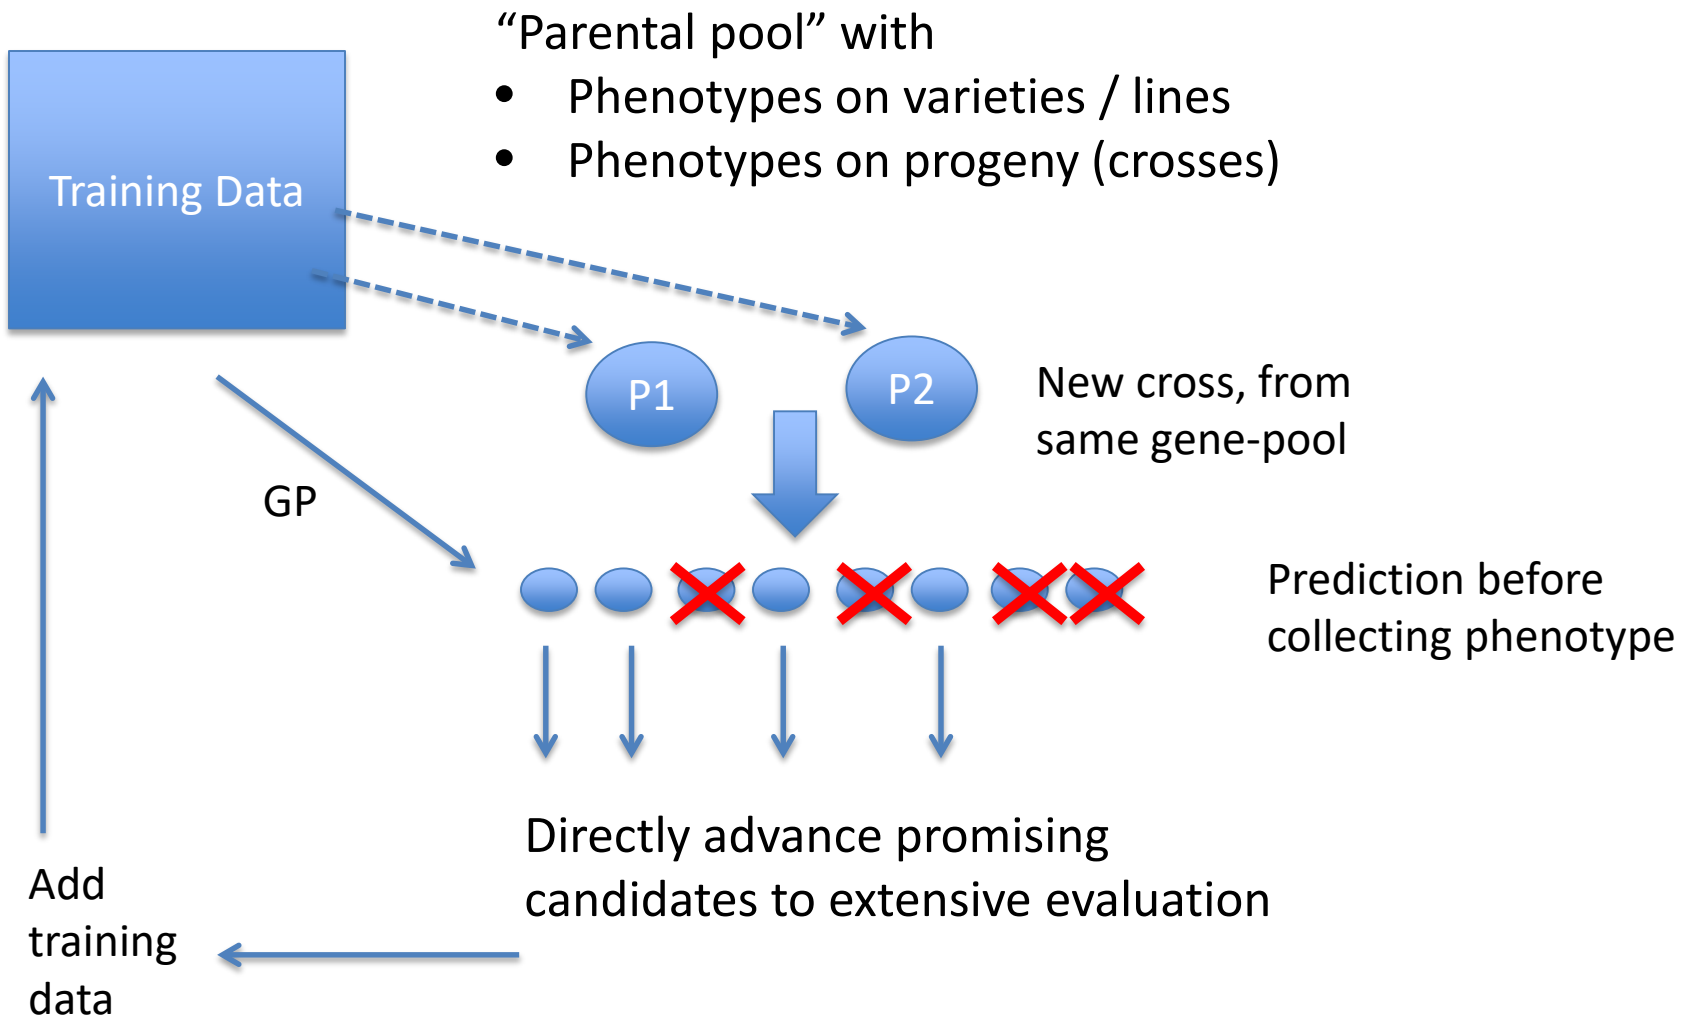 “Parental pool” with
• Phenotypes on varieties / lines
• Phenotypes on progeny (crosses)
Training Data
P1
P2
New cross, from
same gene-pool
GP
Prediction before
collecting phenotype
Directly advance promising
candidates to extensive evaluation
Add
training
data